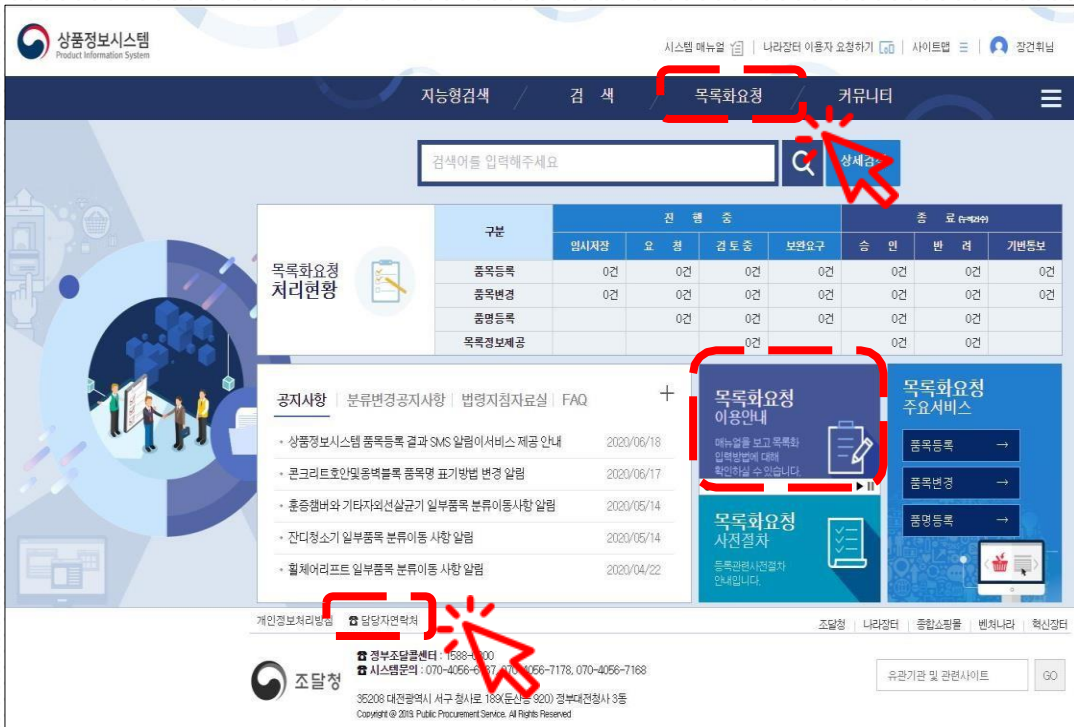 상품정보시스템
Product Information System
시스템 매뉴얼 | 나라장터 이용자 요청하기 | 사이트맵 | 장건휘님
지능형검색 / 검 색 / 목록화요청 / 커뮤니티
검색어를 입력해주세요
목록화요청
처리현황
구분 진 행 중 종 료
임시저장 요 청 검토중 보완요구 승 인 반 려 기번통보
품목등록 0건 0건 0건 0건 0건 0건 0건
품목변경 0건 0건 0건 0건 0건 0건 0건
품명등록 0건 0건 0건 0건 0건
목록정보제공 0건 0건 0건
공지사항 | 분류변경공지사항 | 법령지침자료실 | FAQ +
• 상품정보시스템 품목등록 결과 SMS 알림이서비스 제공 안내 2020/06/18
• 콘크리트호안및옹벽블록 품목명 표기방법 변경 알림 2020/06/17
• 훈증챔버와 기타자외선살균기 일부품목 분류이동사항 알림 2020/05/14
• 잔디청소기 일부품목 분류이동 사항 알림 2020/05/14
• 휠체어리프트 일부품목 분류이동 사항 알림 2020/04/22
목록화요청
이용안내
매뉴얼을 보고 목록화
입력방법에 대해
확인하실 수 있습니다.
목록화요청
사전절차
등록관련사전절차
안내입니다.
목록화요청
주요서비스
품목등록 →
품목변경 →
품명등록 →
개인정보처리방침 ☎ 담당자연락처
조달청 | 나라장터 | 종합쇼핑몰 | 벤처나라 | 혁신장터
조달청
☎ 정부조달콜센터 : 1588-
☎ 시스템문의 : 070-4056-7178, 070-4056-7168
35208 대전광역시 서구 청사로 189(둔산동 920) 정부대전청사 3동
Copyright @ 2019. Public Procurement Service. All Rights Reserved
유관기관 및 관련사이트 GO